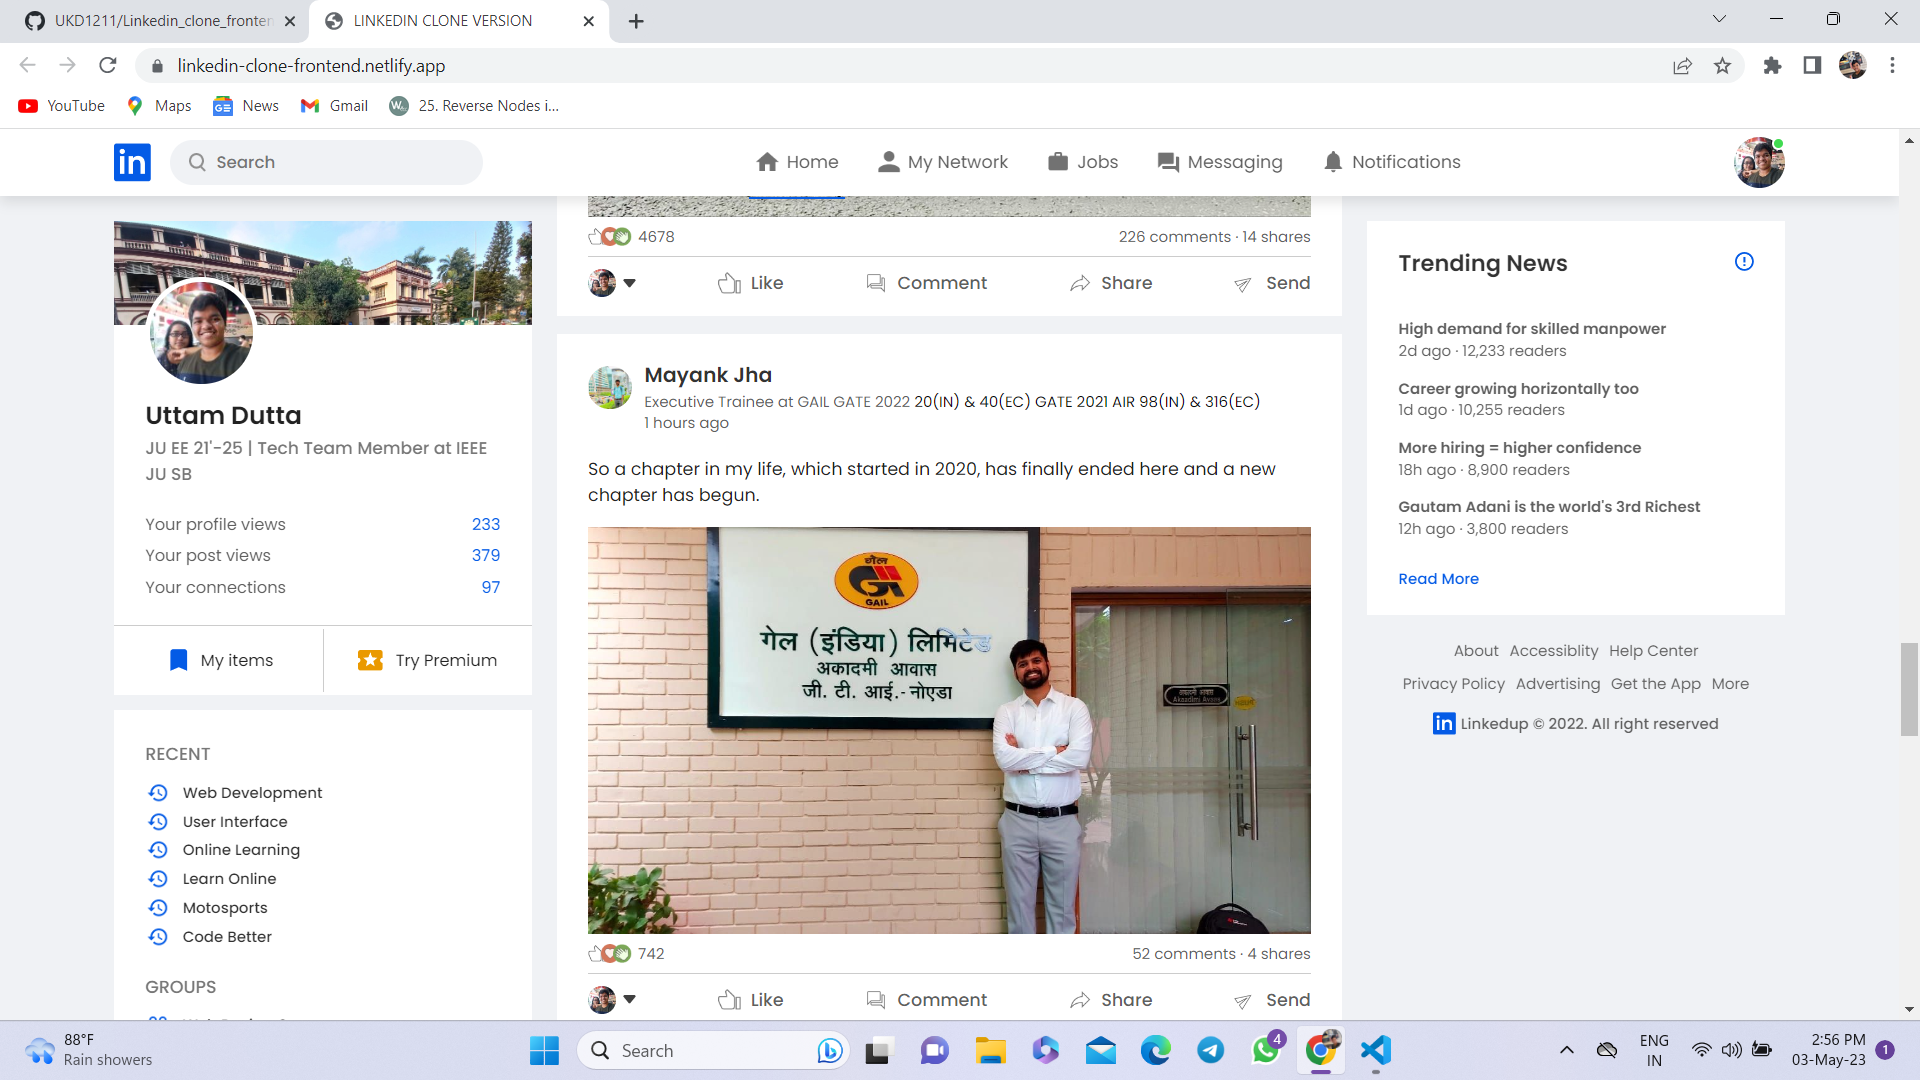 UKD1211/Linkedin_clone_fronten
LINKEDIN CLONE VERSION
linkedin-clone-frontend.netlify.app
YouTube
Maps
News
Gmail
25. Reverse Nodes i...
in
Search
Home
My Network
Jobs
Messaging
Notifications
Uttam Dutta
JU EE 21'-25 | Tech Team Member at IEEE
JU SB
Your profile views 233
Your post views 379
Your connections 97
My items
Try Premium
RECENT
Web Development
User Interface
Online Learning
Learn Online
Motosports
Code Better
GROUPS
4678
226 comments · 14 shares
Like
Comment
Share
Send
Mayank Jha
Executive Trainee at GAIL GATE 2022 20(IN) & 40(EC) GATE 2021 AIR 98(IN) & 316(EC)
1 hours ago
So a chapter in my life, which started in 2020, has finally ended here and a new
chapter has begun.
गेल
GAIL
गेल (इंडिया) लिमिटेड
अकादमी आवास
जी. टी. आई.-नोएडा
742
52 comments · 4 shares
Like
Comment
Share
Send
Trending News
High demand for skilled manpower
2d ago · 12,233 readers
Career growing horizontally too
1d ago · 10,255 readers
More hiring = higher confidence
18h ago · 8,900 readers
Gautam Adani is the world's 3rd Richest
12h ago · 3,800 readers
Read More
About Accessiblity Help Center
Privacy Policy Advertising Get the App More
in Linkedup © 2022. All right reserved
88°F
Rain showers
Search
4
ENG
IN
2:56 PM
03-May-23
1